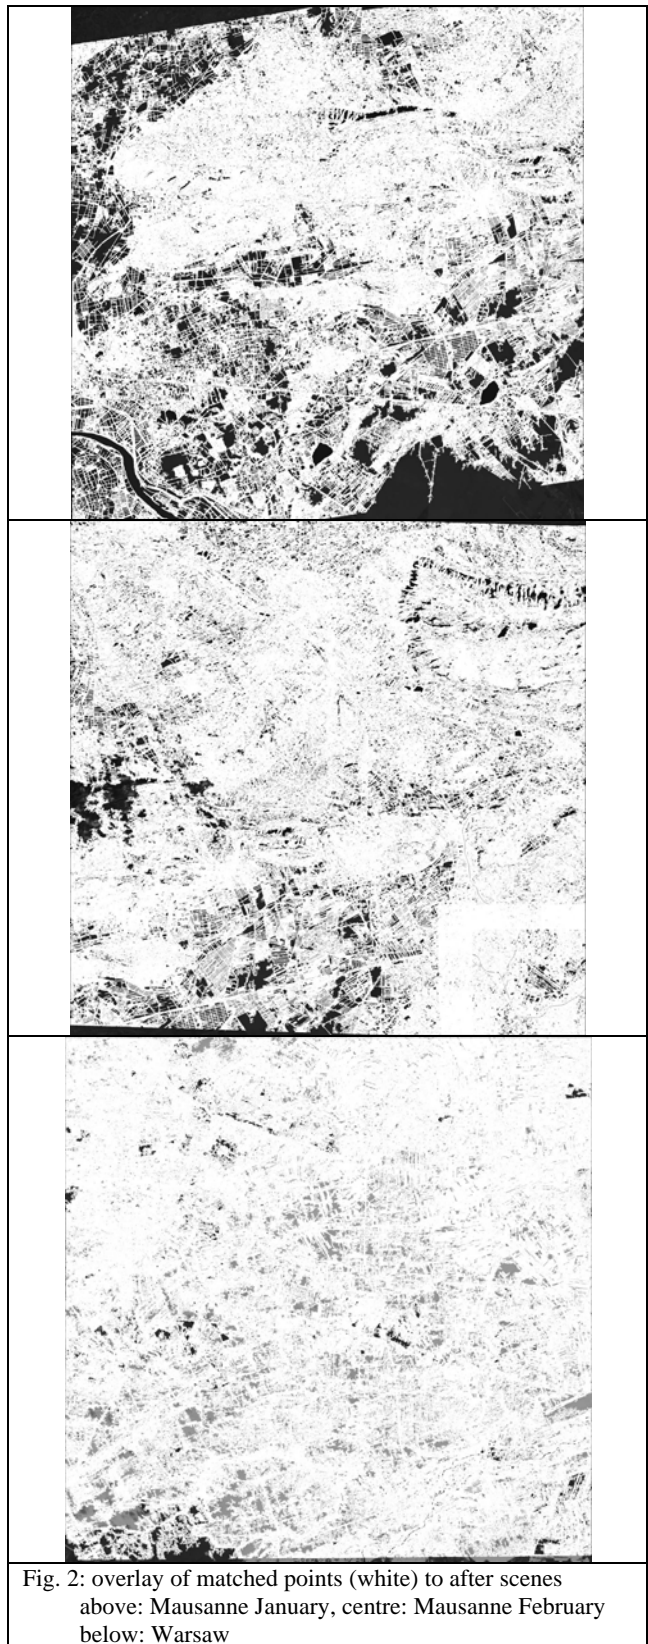 Fig. 2: overlay of matched points (white) to after scenes
above: Mausanne January, centre: Mausanne February
below: Warsaw